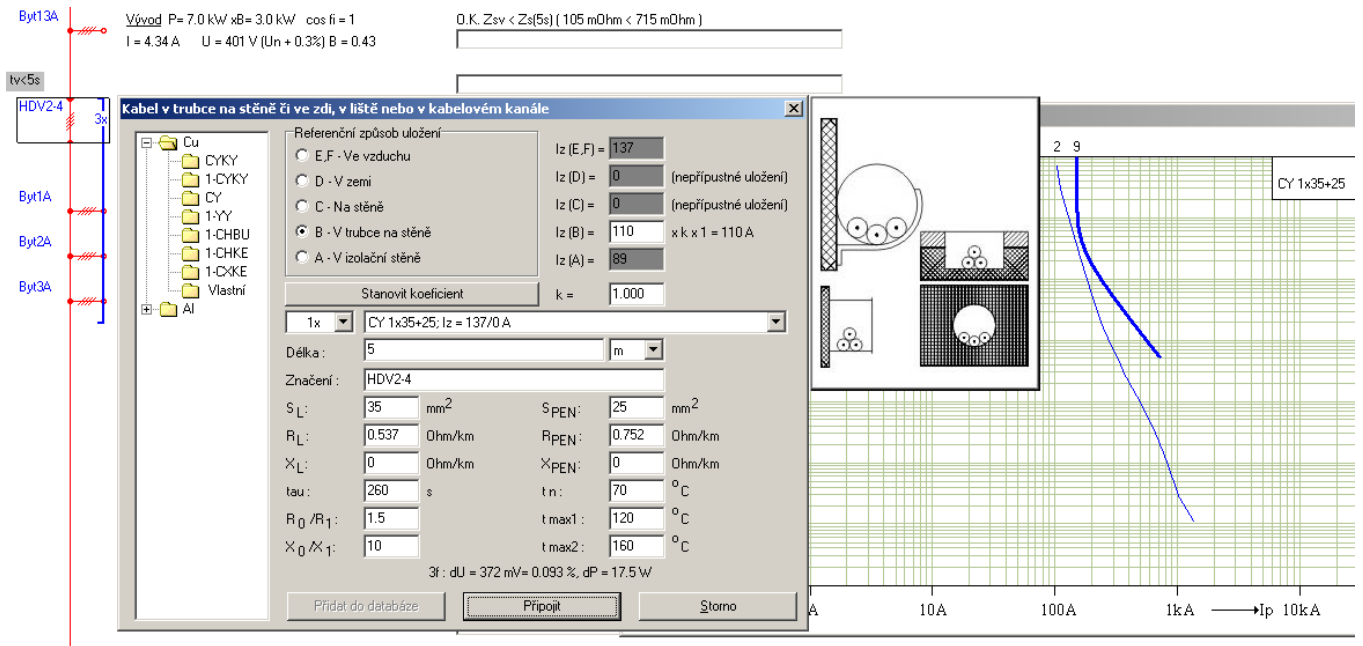 Byt13A
Vývod P= 7.0 kW xB= 3.0 kW cos fi = 1
O.K. Zsv < Zs(5s) ( 105 mOhm < 715 mOhm )
I = 4.34 A U = 401 V (Un + 0.3%) B = 0.43
tv<5s
HDV2-4
3x
Byt1A
Byt2A
Byt3A
Kabel v trubce na stěně či ve zdi, v liště nebo v kabelovém kanále
Cu
CYKY
1-CYKY
CY
1-YY
1-CHBU
1-CHKE
1-CXKE
Vlastní
Al
Referenční způsob uložení
E,F - Ve vzduchu
D - V zemi
C - Na stěně
B - V trubce na stěně
A - V izolační stěně
Iz (E,F) = 137
Iz (D) = 0 (nepřípustné uložení)
Iz (C) = 0 (nepřípustné uložení)
Iz (B) = 110 x k x 1 = 110 A
Iz (A) = 89
Stanovit koeficient
k = 1.000
1x CY 1x35+25; Iz = 137/0 A
Délka : 5 m
Značení : HDV2-4
SL: 35 mm2 SPEN: 25 mm2
RL: 0.537 Ohm/km RPEN: 0.752 Ohm/km
XL: 0 Ohm/km XPEN: 0 Ohm/km
tau : 260 s t n : 70 °C
R0 /R1: 1.5 t max1 : 120 °C
X0 /X1: 10 t max2 : 160 °C
3f : dU = 372 mV= 0.093 %, dP = 17.5 W
Přidat do databáze
Připojit
Storno
2 9
CY 1x35+25
A 10A 100A 1kA →Ip 10kA